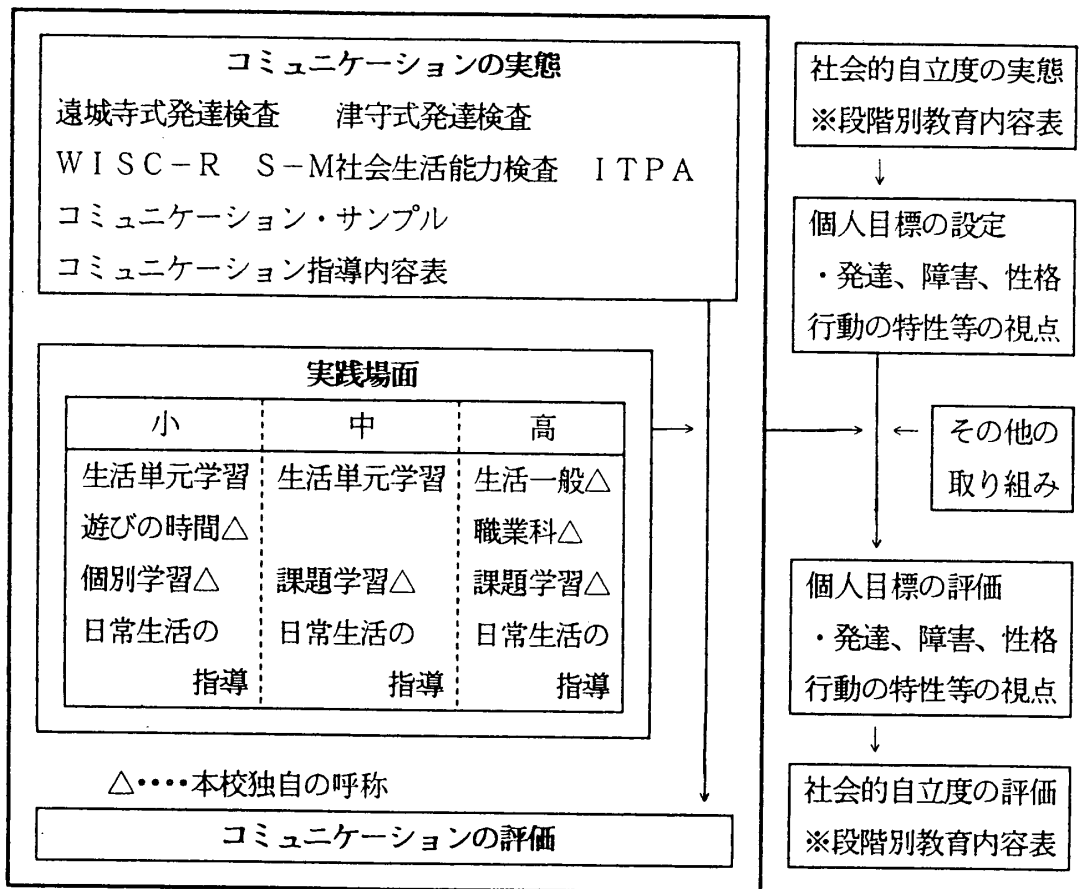 コミュニケーションの実態
遠城寺式発達検査　津守式発達検査
ＷＩＳＣ－Ｒ　Ｓ－Ｍ社会生活能力検査　ＩＴＰＡ
コミュニケーション・サンプル
コミュニケーション指導内容表
実践場面
小　中　高
生活単元学習　生活単元学習　生活一般△
遊びの時間△　職業科△
個別学習△　課題学習△　課題学習△
日常生活の　日常生活の　日常生活の
指導　指導　指導
△・・・・本校独自の呼称
コミュニケーションの評価
社会的自立度の実態
※段階別教育内容表
↓
個人目標の設定
・発達、障害、性格
行動の特性等の視点
← その他の
取り組み
個人目標の評価
・発達、障害、性格
行動の特性等の視点
↓
社会的自立度の評価
※段階別教育内容表